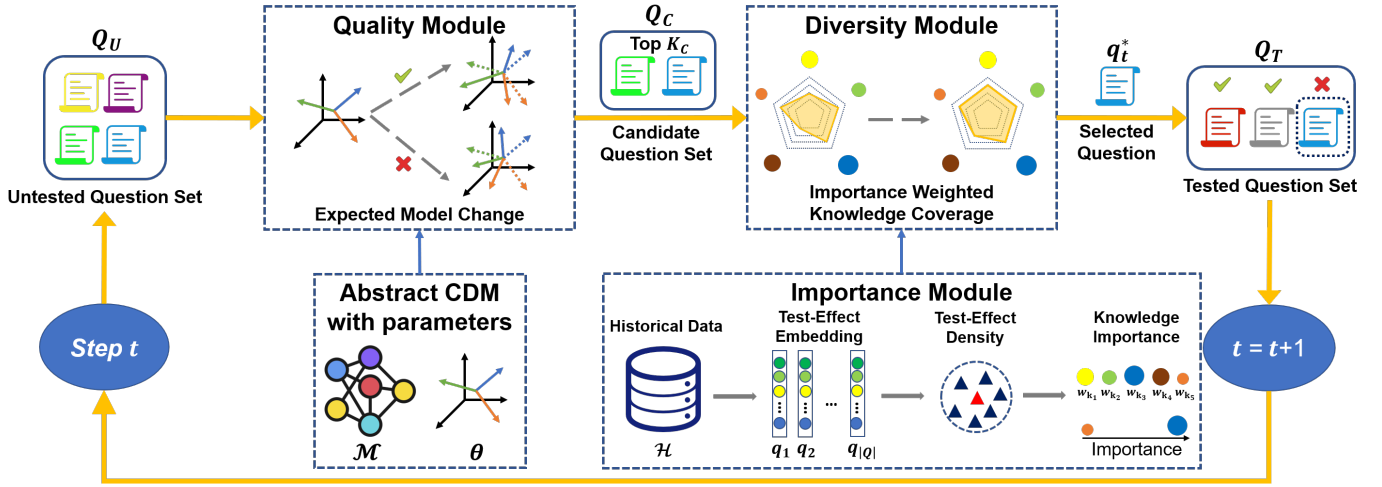 Q_U
Untested Question Set
Quality Module
Expected Model Change
Q_C
Top K_C
Candidate
Question Set
Diversity Module
Importance Weighted
Knowledge Coverage
q_t^*
Selected
Question
Q_T
Tested Question Set
Step t
Abstract CDM
with parameters
ℳ
θ
Importance Module
Historical Data
ℋ
Test-Effect
Embedding
...
q_1 q_2 q_|Q|
Test-Effect
Density
Knowledge
Importance
w_k₁ w_k₂ w_k₃ w_k₄ w_k₅
Importance
t = t+1